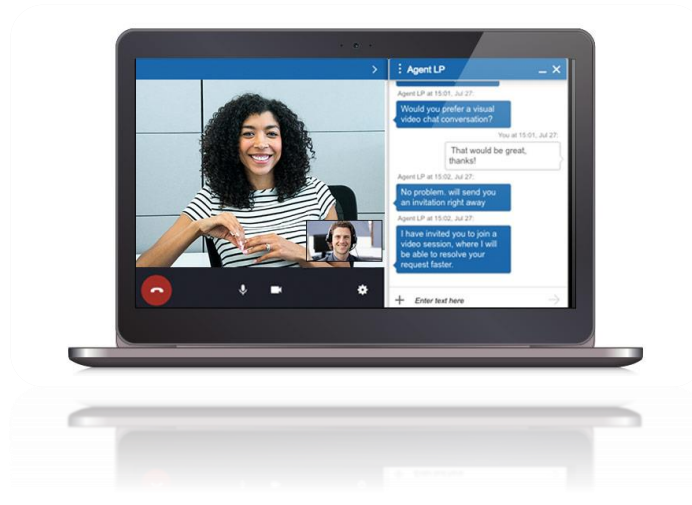 Agent LP
Agent LP at 15:01, Jul 27:
Would you prefer a visual
video chat conversation?
You at 15:01, Jul 27:
That would be great,
thanks!
Agent LP at 15:02, Jul 27:
No problem. will send you
an invitation right away
Agent LP at 15:02, Jul 27:
I have invited you to join a
video session, where I will
be able to resolve your
request faster.
Enter text here